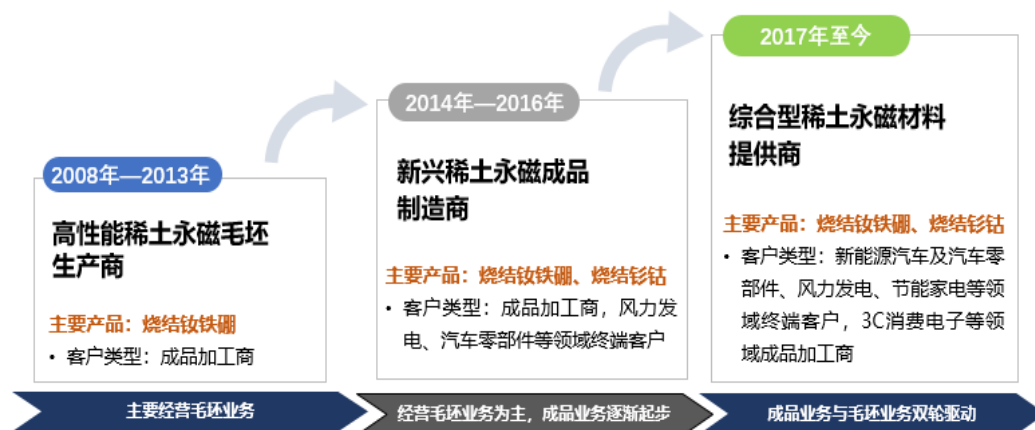 2008年—2013年
高性能稀土永磁毛坯
生产商
主要产品：烧结钕铁硼
• 客户类型：成品加工商
主要经营毛坯业务
2014年—2016年
新兴稀土永磁成品
制造商
主要产品：烧结钕铁硼、烧结钐钴
• 客户类型：成品加工商，风力发
电、汽车零部件等领域终端客户
经营毛坯业务为主，成品业务逐渐起步
2017年至今
综合型稀土永磁材料
提供商
主要产品：烧结钕铁硼、烧结钐钴
• 客户类型：新能源汽车及汽车零
部件、风力发电、节能家电等领
域终端客户，3C消费电子等领
域成品加工商
成品业务与毛坯业务双轮驱动